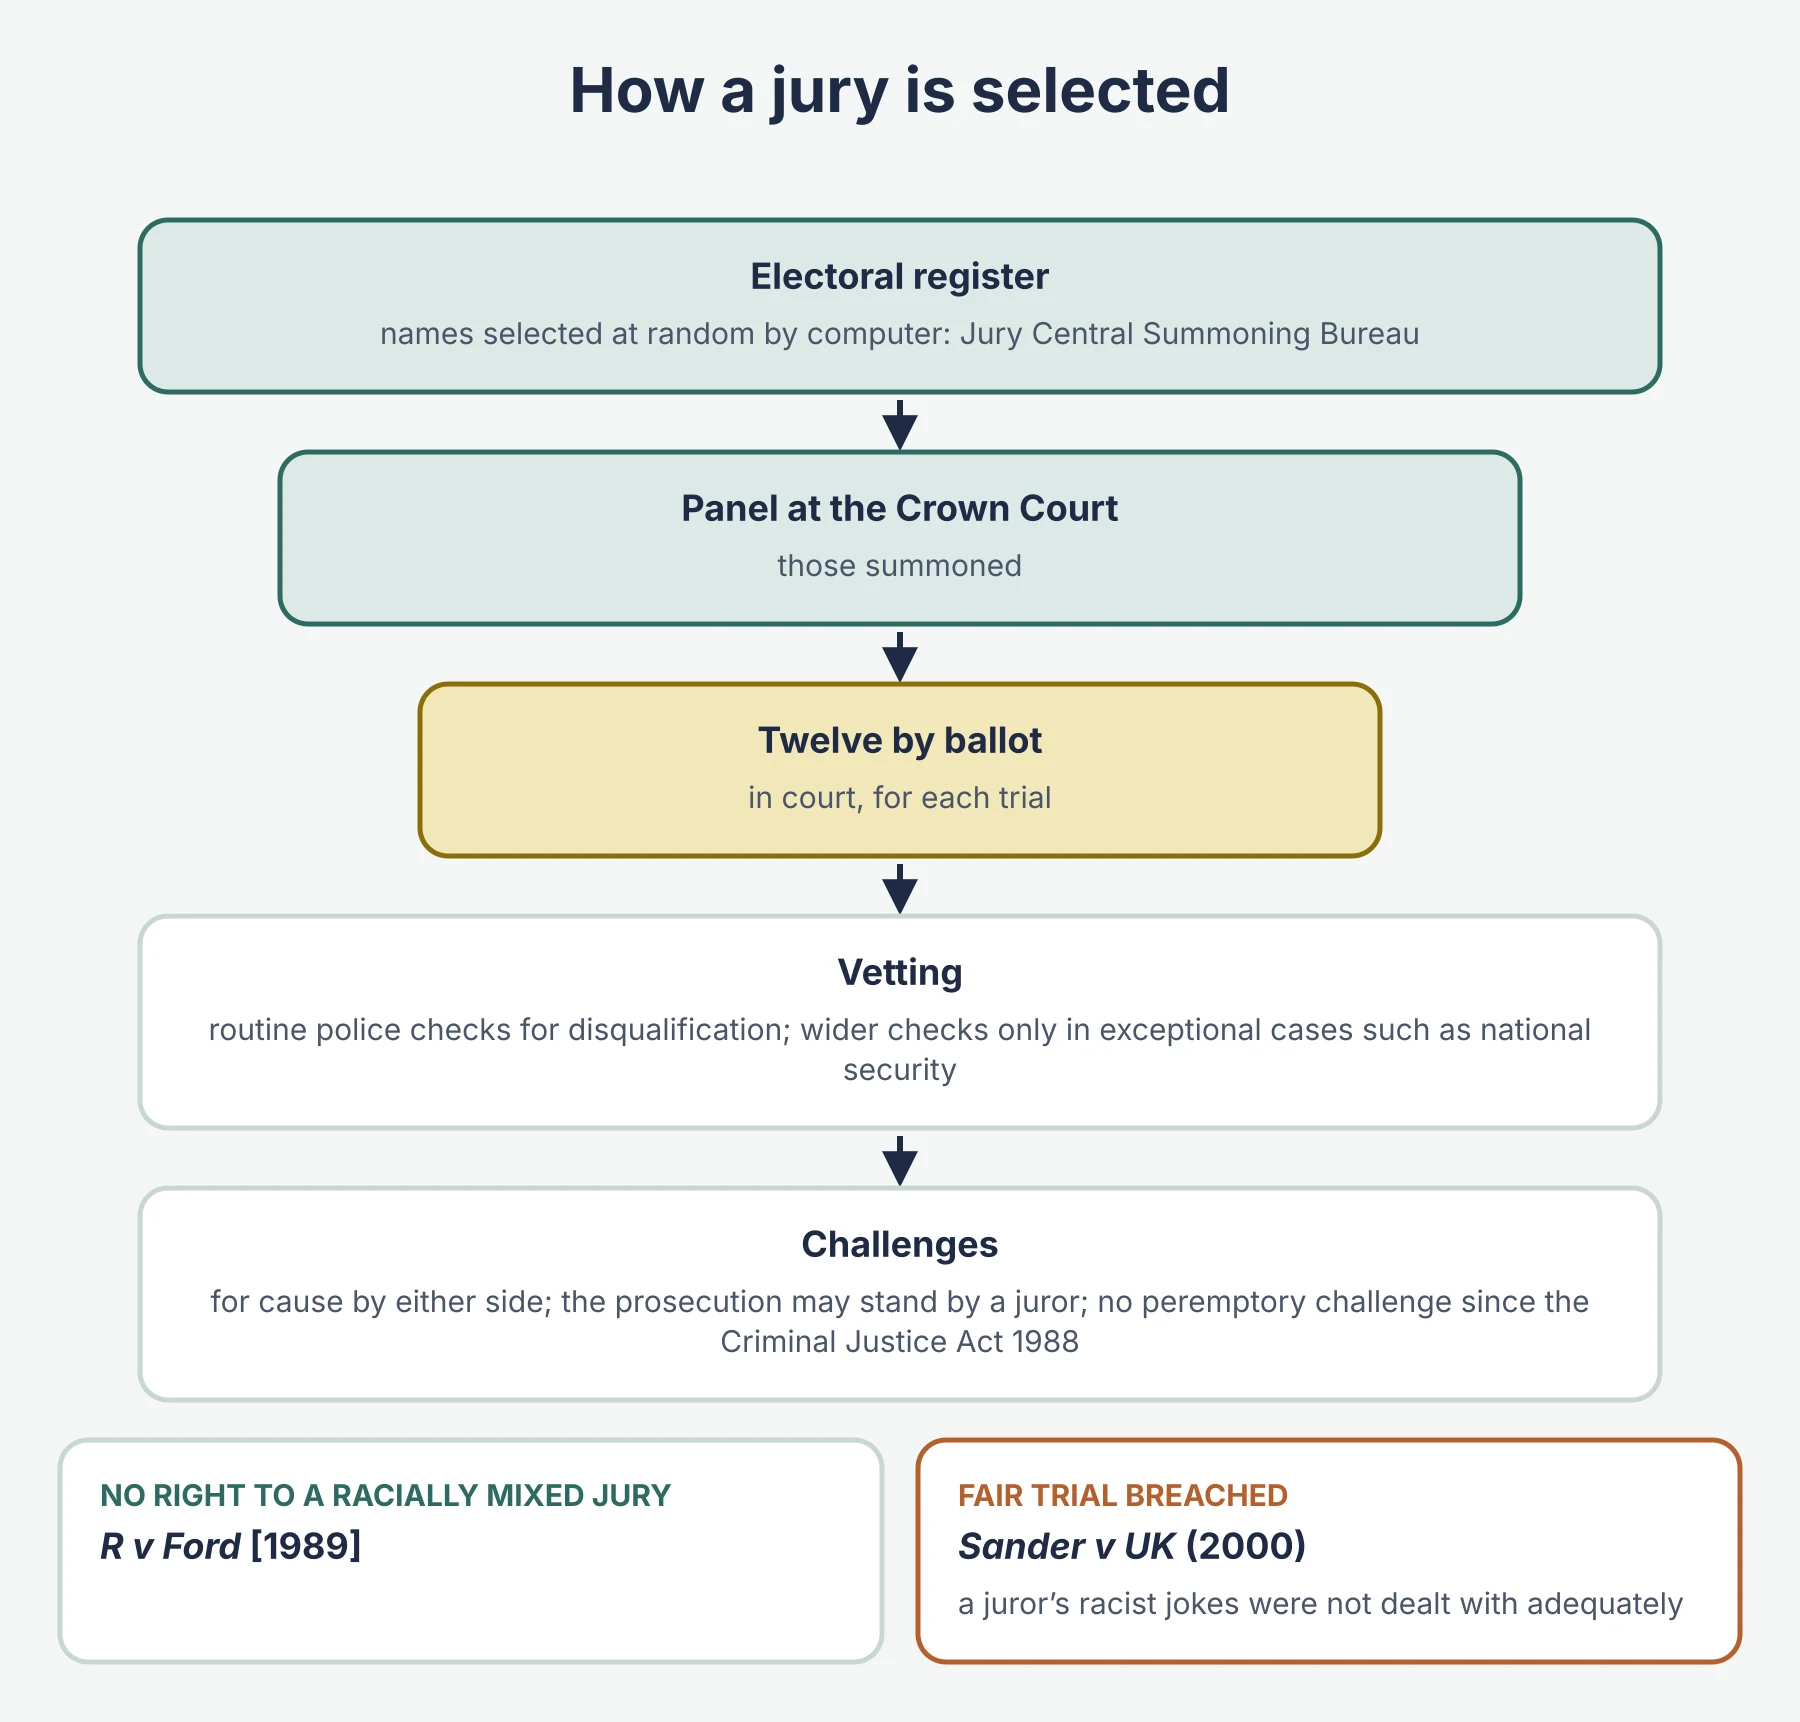 How a jury is selected
Electoral register
names selected at random by computer: Jury Central Summoning Bureau
Panel at the Crown Court
those summoned
Twelve by ballot
in court, for each trial
Vetting
routine police checks for disqualification; wider checks only in exceptional cases such as national
security
Challenges
for cause by either side; the prosecution may stand by a juror; no peremptory challenge since the
Criminal Justice Act 1988
NO RIGHT TO A RACIALLY MIXED JURY
R v Ford [1989]
FAIR TRIAL BREACHED
Sander v UK (2000)
a juror’s racist jokes were not dealt with adequately